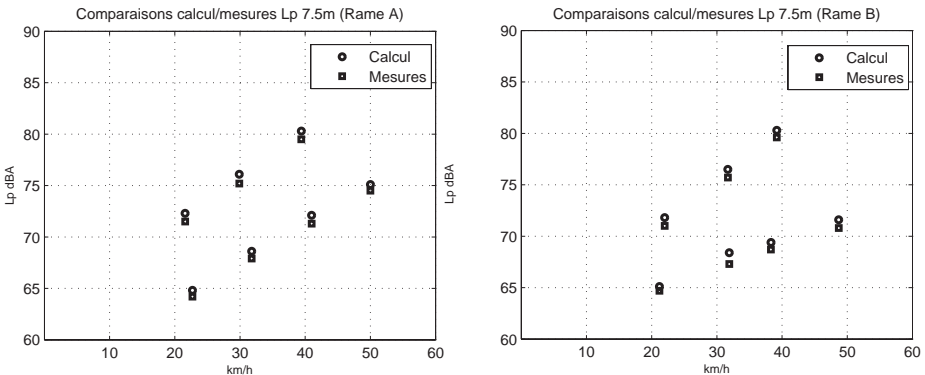 Comparaisons calcul/mesures Lp 7.5m (Rame A)
90
85
80
75
70
65
60
Lp dBA
Calcul
Mesures
10 20 30 40 50 60
km/h
Comparaisons calcul/mesures Lp 7.5m (Rame B)
90
85
80
75
70
65
60
Lp dBA
Calcul
Mesures
10 20 30 40 50 60
km/h